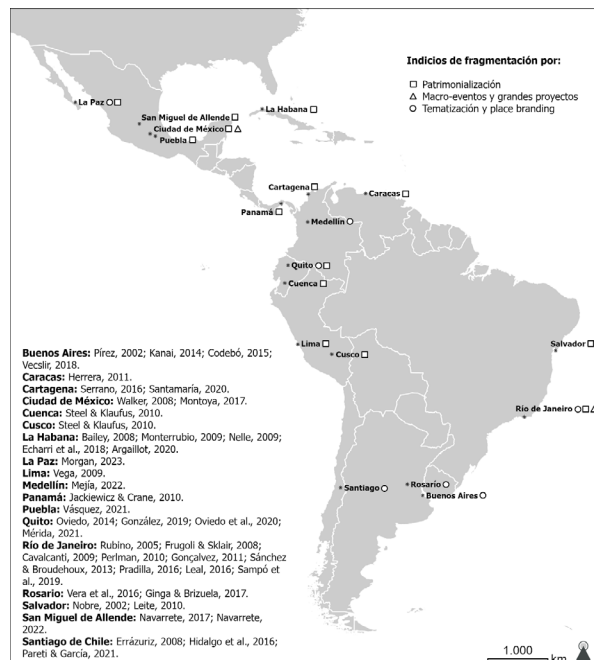 Indicios de fragmentación por:
Patrimonialización
Macro-eventos y grandes proyectos
Tematización y place branding
La Paz
San Miguel de Allende
Ciudad de México
Puebla
La Habana
Cartagena
Caracas
Panamá
Medellín
Quito
Cuenca
Lima
Cusco
Salvador
Río de Janeiro
Santiago
Rosarío
Buenos Aires
Buenos Aires: Pírez, 2002; Kanai, 2014; Codebó, 2015;
Vecslir, 2018.
Caracas: Herrera, 2011.
Cartagena: Serrano, 2016; Santamaría, 2020.
Ciudad de México: Walker, 2008; Montoya, 2017.
Cuenca: Steel & Klaufus, 2010.
Cusco: Steel & Klaufus, 2010.
La Habana: Bailey, 2008; Monterrubio, 2009; Nelle, 2009;
Echarri et al., 2018; Argaillot, 2020.
La Paz: Morgan, 2023.
Lima: Vega, 2009.
Medellín: Mejía, 2022.
Panamá: Jackiewicz & Crane, 2010.
Puebla: Vásquez, 2021.
Quito: Oviedo, 2014; González, 2019; Oviedo et al., 2020;
Mérida, 2021.
Río de Janeiro: Rubino, 2005; Frugoli & Sklair, 2008;
Cavalcanti, 2009; Perlman, 2010; Gonçalvez, 2011; Sánchez
& Broudehoux, 2013; Pradilla, 2016; Leal, 2016; Sampó et
al., 2019.
Rosario: Vera et al., 2016; Ginga & Brizuela, 2017.
Salvador: Nobre, 2002; Leite, 2010.
San Miguel de Allende: Navarrete, 2017; Navarrete,
2022.
Santiago de Chile: Errázuriz, 2008; Hidalgo et al., 2016;
Pareti & García, 2021.
1.000
km